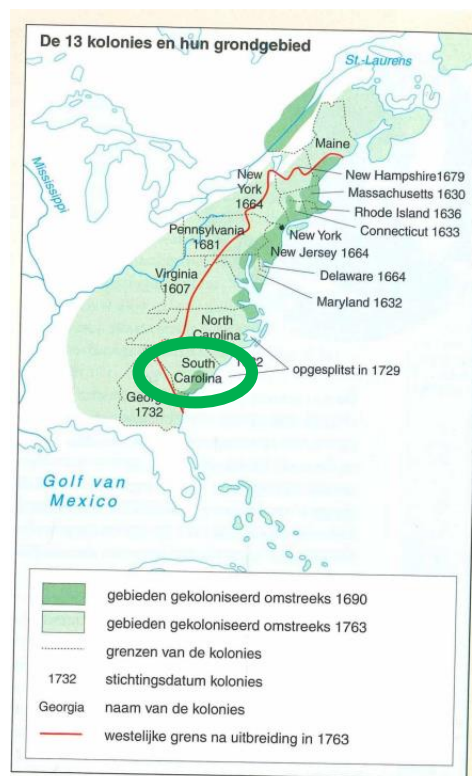 De 13 kolonies en hun grondgebied
St.-Laurens
Mississippi
Maine
New Hampshire1679
Massachusetts 1630
Rhode Island 1636
Connecticut 1633
New
York
1664
New York
New Jersey 1664
Pennsylvania
1681
Delaware 1664
Maryland 1632
Virginia
1607
North
Carolina
opgesplitst in 1729
South
Carolina
1732
Golf van
Mexico
gebieden gekoloniseerd omstreeks 1690
gebieden gekoloniseerd omstreeks 1763
grenzen van de kolonies
1732 stichtingsdatum kolonies
Georgia naam van de kolonies
westelijke grens na uitbreiding in 1763